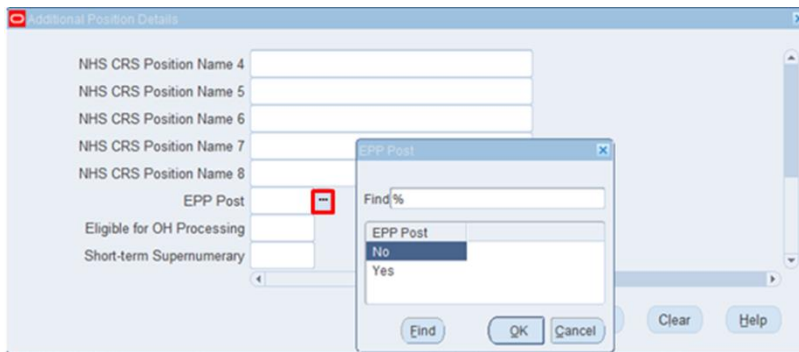 Additional Position Details
NHS CRS Position Name 4
NHS CRS Position Name 5
NHS CRS Position Name 6
NHS CRS Position Name 7
NHS CRS Position Name 8
EPP Post
Eligible for OH Processing
Short-term Supernumerary
EPP Post
Find %
EPP Post
No
Yes
Find
OK
Cancel
Clear
Help